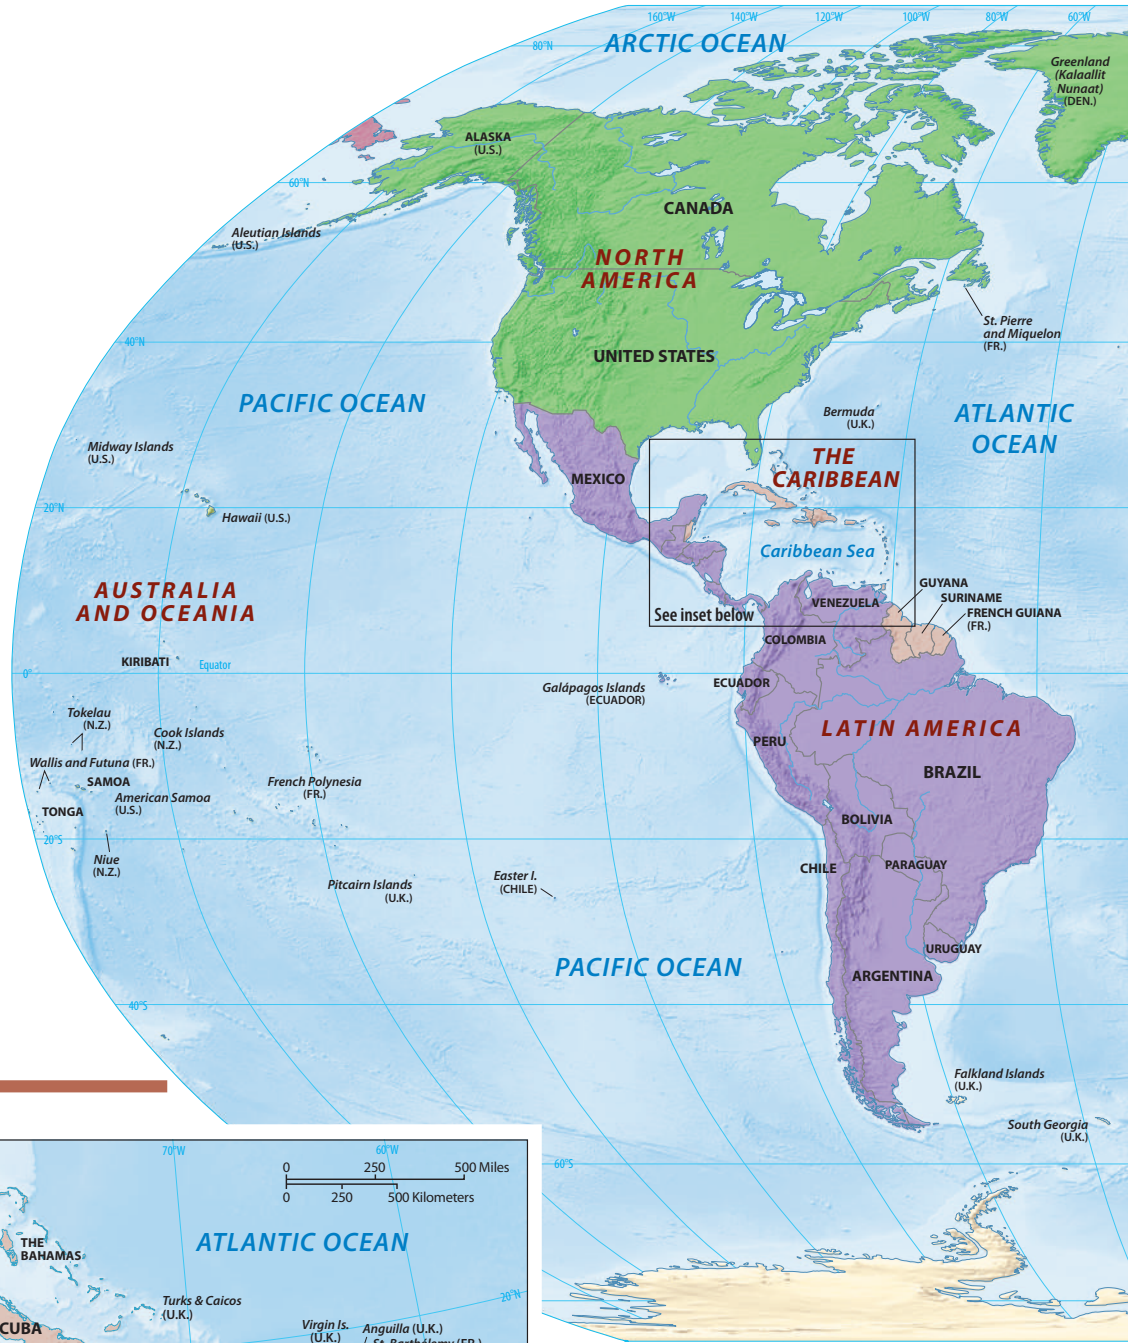 160°W
140°W
120°W
100°W
80°W
60°W
80°N
ARCTIC OCEAN
Greenland
(Kalaallit
Nunaat)
(DEN.)
ALASKA
(U.S.)
60°N
CANADA
Aleutian Islands
(U.S.)
NORTH
AMERICA
St. Pierre
and Miquelon
(FR.)
40°N
UNITED STATES
PACIFIC OCEAN
Bermuda
(U.K.)
ATLANTIC
OCEAN
Midway Islands
(U.S.)
THE
CARIBBEAN
MEXICO
20°N
Hawaii (U.S.)
Caribbean Sea
AUSTRALIA
AND OCEANIA
GUYANA
SURINAME
FRENCH GUIANA
(FR.)
VENEZUELA
See inset below
COLOMBIA
KIRIBATI
Equator
0°
ECUADOR
Galápagos Islands
(ECUADOR)
Tokelau
(N.Z.)
Cook Islands
(N.Z.)
PERU
LATIN AMERICA
Wallis and Futuna (FR.)
SAMOA
French Polynesia
(FR.)
BRAZIL
American Samoa
(U.S.)
TONGA
BOLIVIA
20°S
Niue
(N.Z.)
Easter I.
(CHILE)
CHILE
PARAGUAY
Pitcairn Islands
(U.K.)
URUGUAY
PACIFIC OCEAN
ARGENTINA
40°S
Falkland Islands
(U.K.)
South Georgia
(U.K.)
60°S
70°W
60°W
0 250 500 Miles
0 250 500 Kilometers
THE
BAHAMAS
ATLANTIC OCEAN
Turks & Caicos
(U.K.)
20°N
CUBA
Virgin Is.
(U.K.)
Anguilla (U.K.)
St. Barthélemy (FR.)